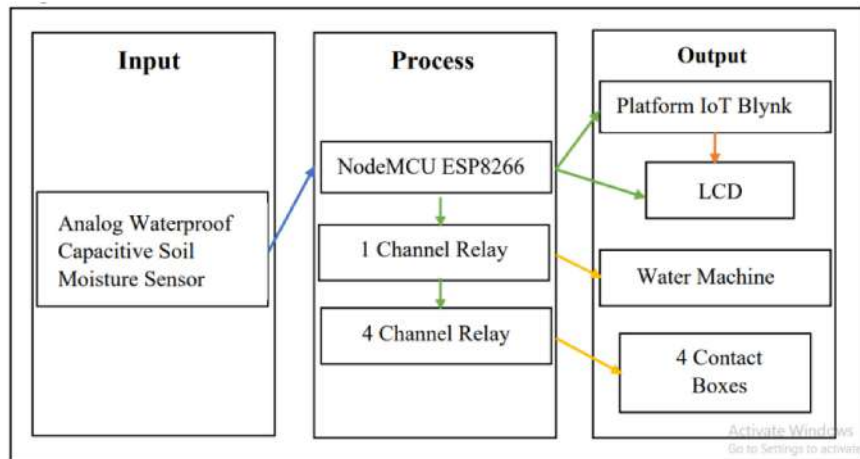 Input
Analog Waterproof
Capacitive Soil
Moisture Sensor
Process
NodeMCU ESP8266
1 Channel Relay
4 Channel Relay
Output
Platform IoT Blynk
LCD
Water Machine
4 Contact
Boxes
Activate Windows
Go to Settings to activate